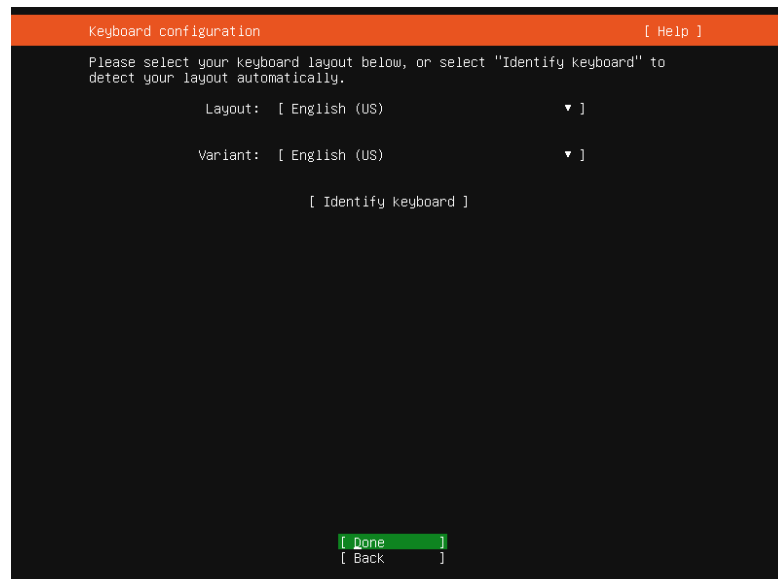 Keyboard configuration [ Help ]
Please select your keyboard layout below, or select "Identify keyboard" to
detect your layout automatically.
Layout: [ English (US) ▾ ]
Variant: [ English (US) ▾ ]
[ Identify keyboard ]
[ Done ]
[ Back ]